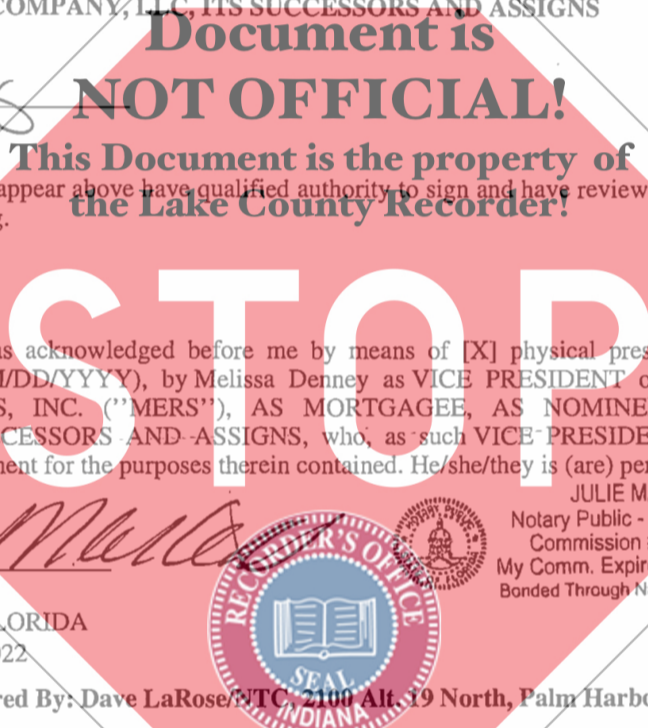 COMPANY, LLC, ITS SUCCESSORS AND ASSIGNS
Document is
NOT OFFICIAL!
This Document is the property of
appear above have qualified authority to sign and have review
the Lake County Recorder!
g.
STOP
as acknowledged before me by means of [X] physical pres
M/DD/YYYY), by Melissa Denney as VICE PRESIDENT o
S, INC. (''MERS''), AS MORTGAGEE, AS NOMINE
CESSORS AND ASSIGNS, who, as such VICE PRESIDE
ment for the purposes therein contained. He/she/they is (are) per
JULIE M
Notary Public -
Commission
My Comm. Expir
Bonded Through N
NOTARY PUBLIC
RECORDER'S OFFICE
SEAL
INDIANA
LORIDA
022
red By: Dave LaRose/NTC, 2100 Alt. 19 North, Palm Harbo